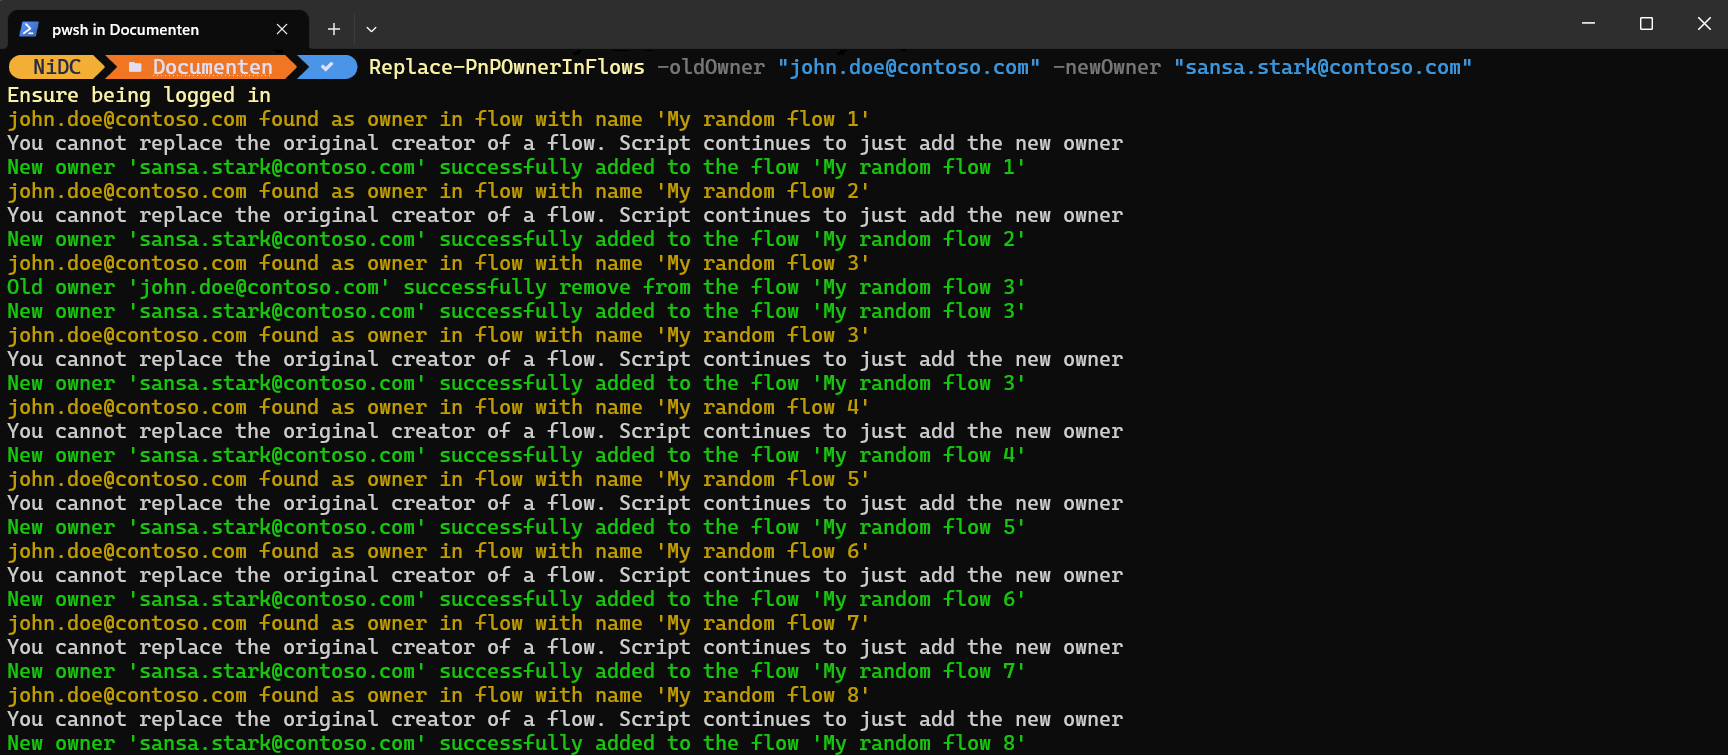 pwsh in Documenten
NiDC Documenten Replace-PnPOwnerInFlows -oldOwner "john.doe@contoso.com" -newOwner "sansa.stark@contoso.com"
Ensure being logged in
john.doe@contoso.com found as owner in flow with name 'My random flow 1'
You cannot replace the original creator of a flow. Script continues to just add the new owner
New owner 'sansa.stark@contoso.com' successfully added to the flow 'My random flow 1'
john.doe@contoso.com found as owner in flow with name 'My random flow 2'
You cannot replace the original creator of a flow. Script continues to just add the new owner
New owner 'sansa.stark@contoso.com' successfully added to the flow 'My random flow 2'
john.doe@contoso.com found as owner in flow with name 'My random flow 3'
Old owner 'john.doe@contoso.com' successfully remove from the flow 'My random flow 3'
New owner 'sansa.stark@contoso.com' successfully added to the flow 'My random flow 3'
john.doe@contoso.com found as owner in flow with name 'My random flow 3'
You cannot replace the original creator of a flow. Script continues to just add the new owner
New owner 'sansa.stark@contoso.com' successfully added to the flow 'My random flow 3'
john.doe@contoso.com found as owner in flow with name 'My random flow 4'
You cannot replace the original creator of a flow. Script continues to just add the new owner
New owner 'sansa.stark@contoso.com' successfully added to the flow 'My random flow 4'
john.doe@contoso.com found as owner in flow with name 'My random flow 5'
You cannot replace the original creator of a flow. Script continues to just add the new owner
New owner 'sansa.stark@contoso.com' successfully added to the flow 'My random flow 5'
john.doe@contoso.com found as owner in flow with name 'My random flow 6'
You cannot replace the original creator of a flow. Script continues to just add the new owner
New owner 'sansa.stark@contoso.com' successfully added to the flow 'My random flow 6'
john.doe@contoso.com found as owner in flow with name 'My random flow 7'
You cannot replace the original creator of a flow. Script continues to just add the new owner
New owner 'sansa.stark@contoso.com' successfully added to the flow 'My random flow 7'
john.doe@contoso.com found as owner in flow with name 'My random flow 8'
You cannot replace the original creator of a flow. Script continues to just add the new owner
New owner 'sansa.stark@contoso.com' successfully added to the flow 'My random flow 8'